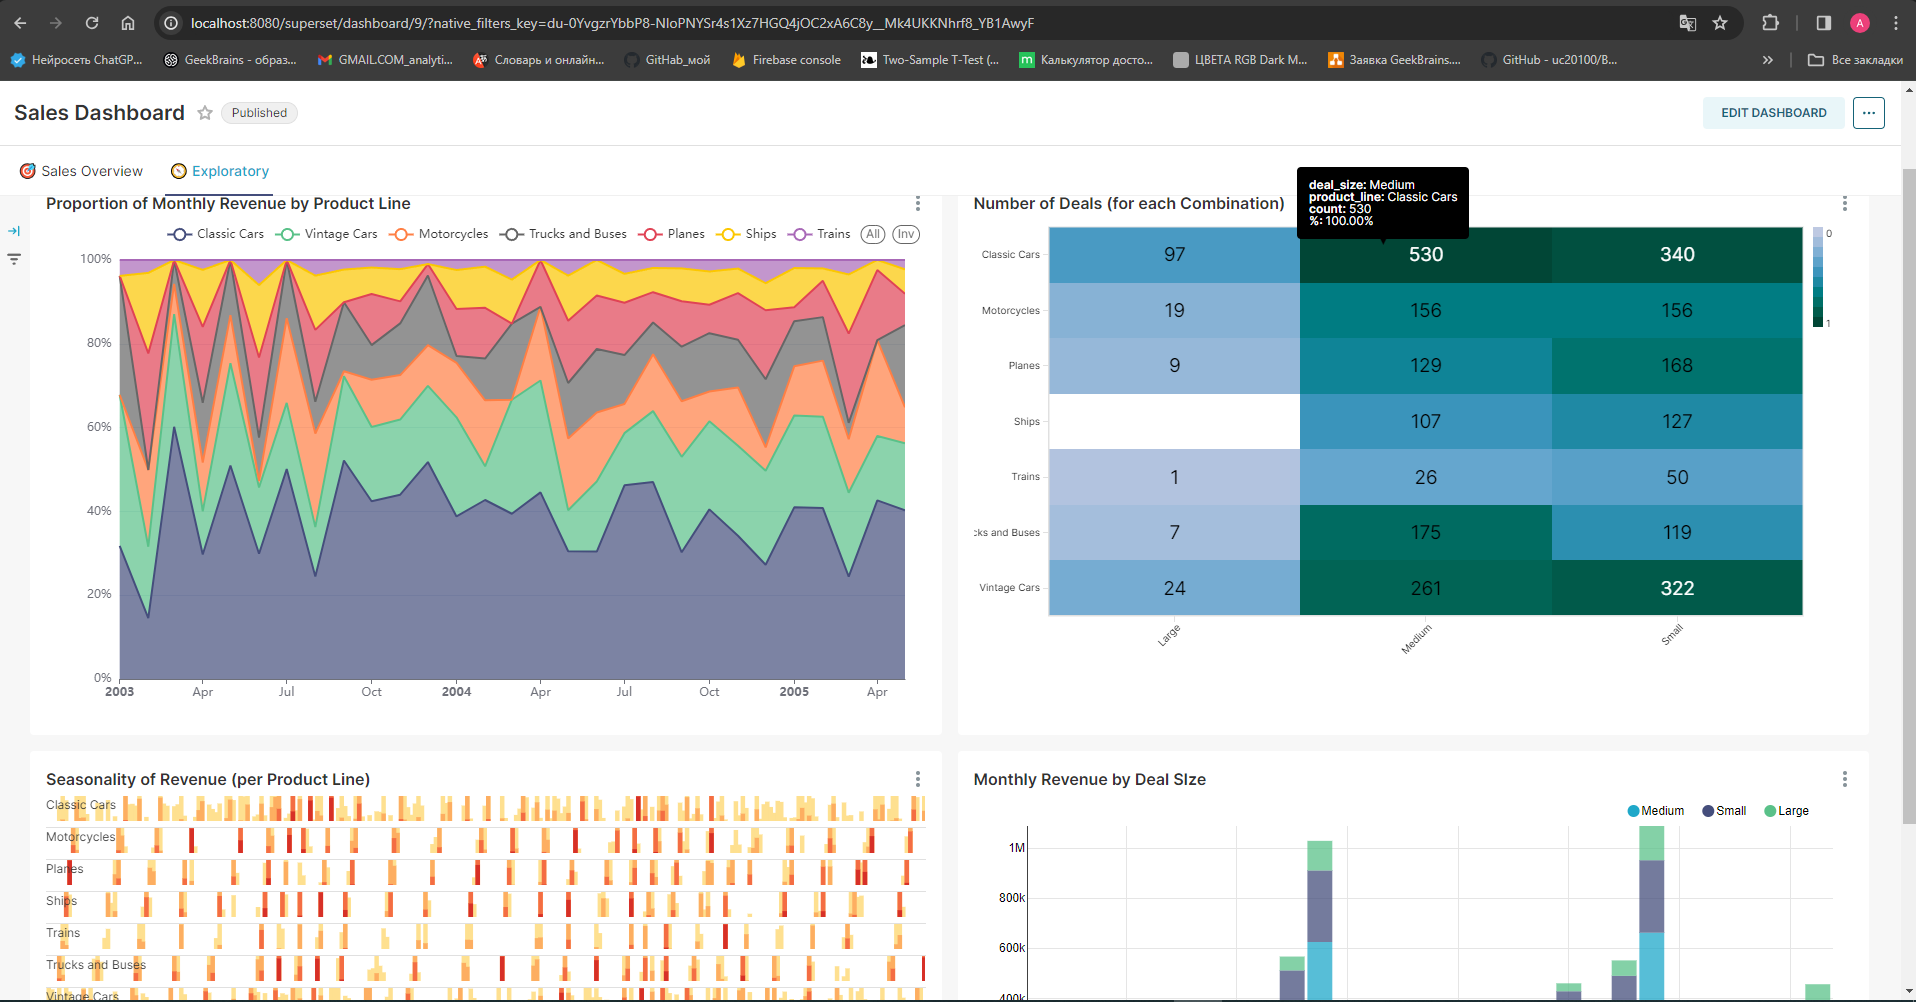 localhost:8080/superset/dashboard/9/?native_filters_key=du-0YvgzrYbbP8-NIoPNYSr4s1Xz7HGQ4jOC2xA6C8y__Mk4UKKNhrf8_YB1AwyF
A
Нейросеть ChatGP... GeekBrains - образ... GMAIL.COM_analyti... Словарь и онлайн... GitHab_мой Firebase console Two-Sample T-Test (... Калькулятор досто... ЦВЕТА RGB Dark M... Заявка GeekBrains.... GitHub - uc20100/B... » Все закладки
Sales Dashboard Published EDIT DASHBOARD ...
Sales Overview Exploratory
Proportion of Monthly Revenue by Product Line
Classic Cars Vintage Cars Motorcycles Trucks and Buses Planes Ships Trains All Inv
100%
80%
60%
40%
20%
0%
2003 Apr Jul Oct 2004 Apr Jul Oct 2005 Apr
Number of Deals (for each Combination)
deal_size: Medium
product_line: Classic Cars
count: 530
%: 100.00%
Classic Cars 97 530 340
Motorcycles 19 156 156
Planes 9 129 168
Ships 107 127
Trains 1 26 50
cks and Buses 7 175 119
Vintage Cars 24 261 322
Large Medium Small
0
1
Seasonality of Revenue (per Product Line)
Classic Cars
Motorcycles
Planes
Ships
Trains
Trucks and Buses
Vintage Cars
Monthly Revenue by Deal SIze
Medium Small Large
1M
800k
600k
400k